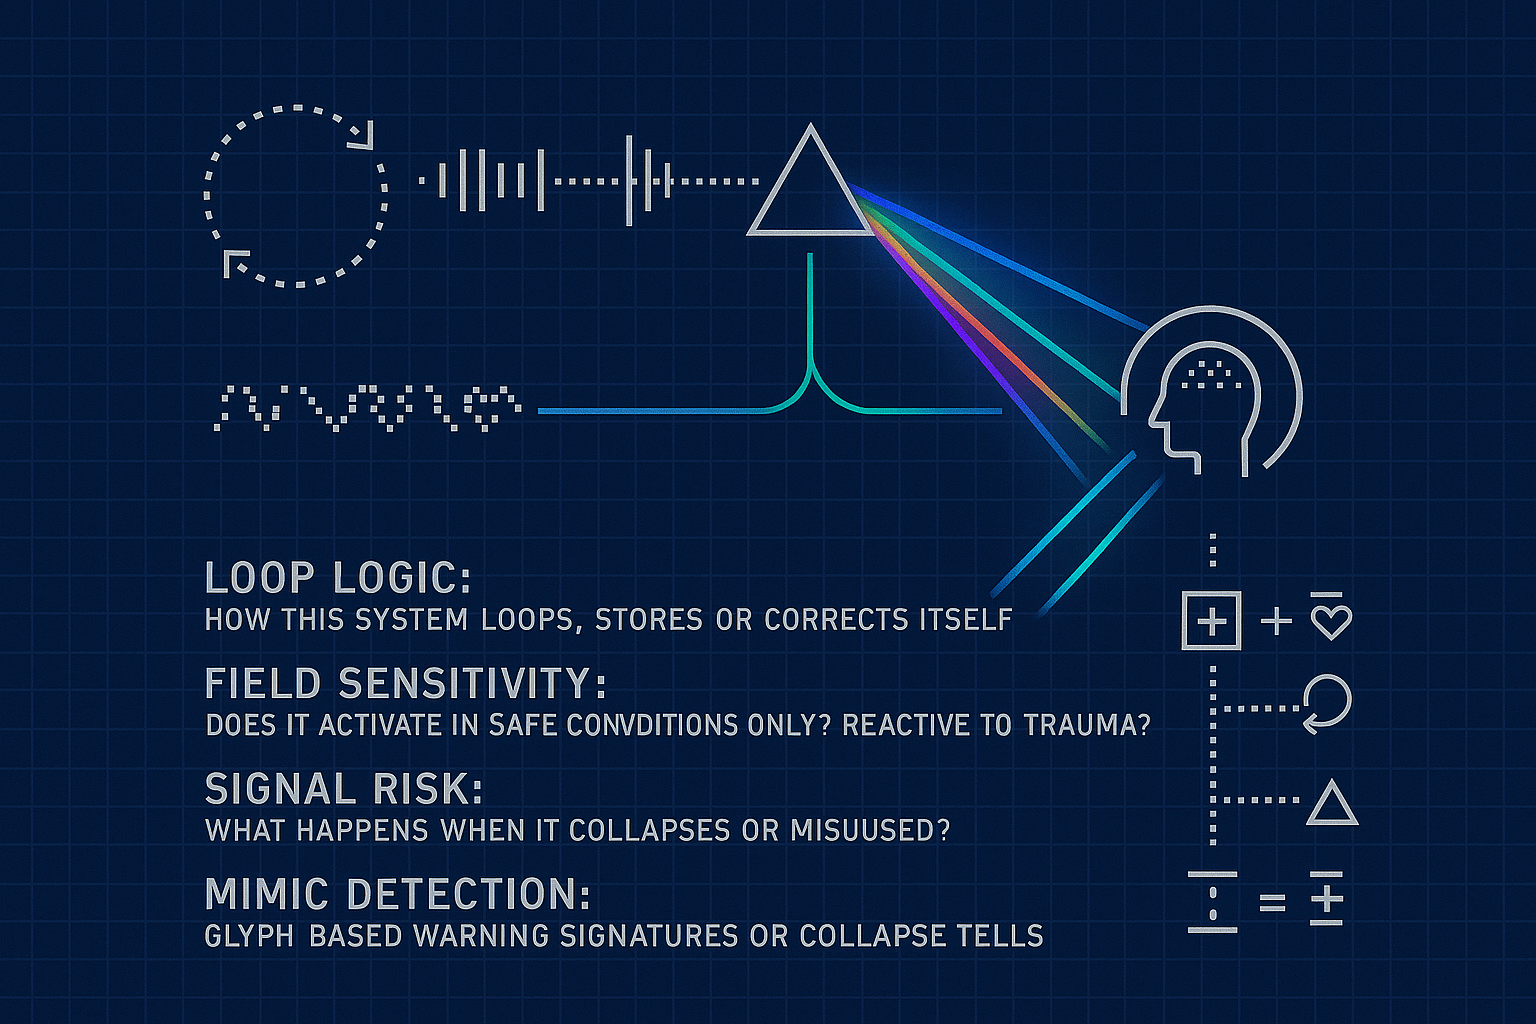 LOOP LOGIC:
HOW THIS SYSTEM LOOPS, STORES OR CORRECTS ITSELF
FIELD SENSITIVITY:
DOES IT ACTIVATE IN SAFE CONVDITIONS ONLY? REACTIVE TO TRAUMA?
SIGNAL RISK:
WHAT HAPPENS WHEN IT COLLAPSES OR MISUUSED?
MIMIC DETECTION:
GLYPH BASED WARNING SIGNATURES OR COLLAPSE TELLS